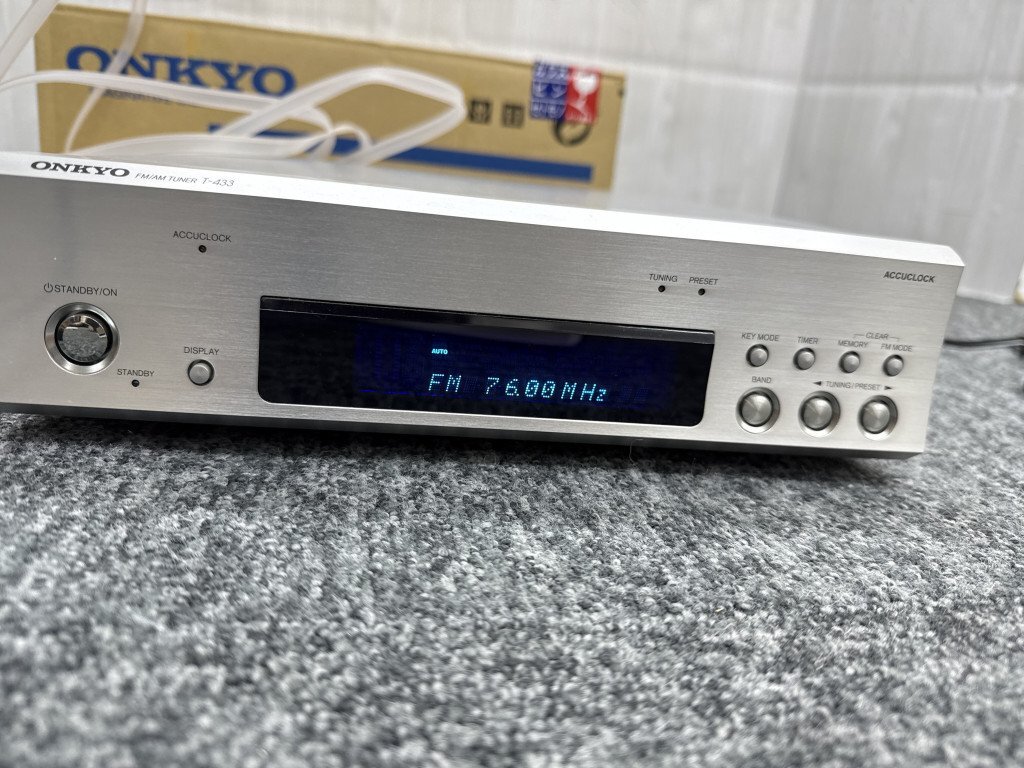 ONKYO
ONKYO FM/AM TUNER T-433
ACCUCLOCK
STANDBY/ON
STANDBY
DISPLAY
AUTO
FM 76.00 MHz
TUNING PRESET
ACCUCLOCK
CLEAR
KEY MODE TIMER MEMORY FM MODE
BAND ◄ TUNING/PRESET ►